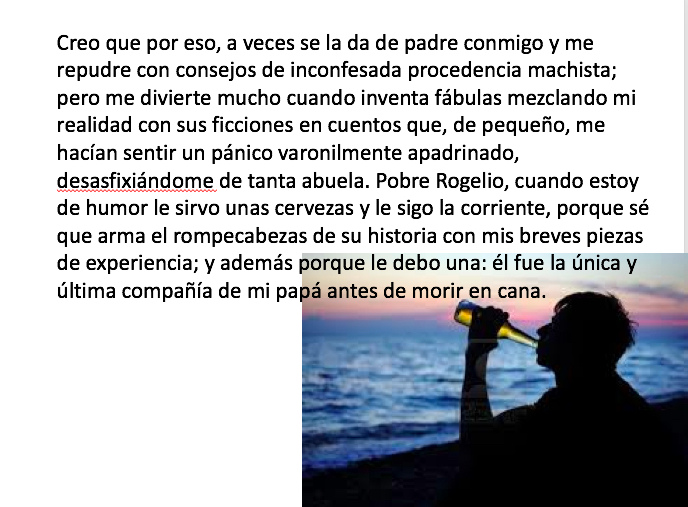 Creo que por eso, a veces se la da de padre conmigo y me
repudre con consejos de inconfesada procedencia machista;
pero me divierte mucho cuando inventa fábulas mezclando mi
realidad con sus ficciones en cuentos que, de pequeño, me
hacían sentir un pánico varonilmente apadrinado,
desasfixiándome de tanta abuela. Pobre Rogelio, cuando estoy
de humor le sirvo unas cervezas y le sigo la corriente, porque sé
que arma el rompecabezas de su historia con mis breves piezas
de experiencia; y además porque le debo una: él fue la única y
última compañía de mi papá antes de morir en cana.